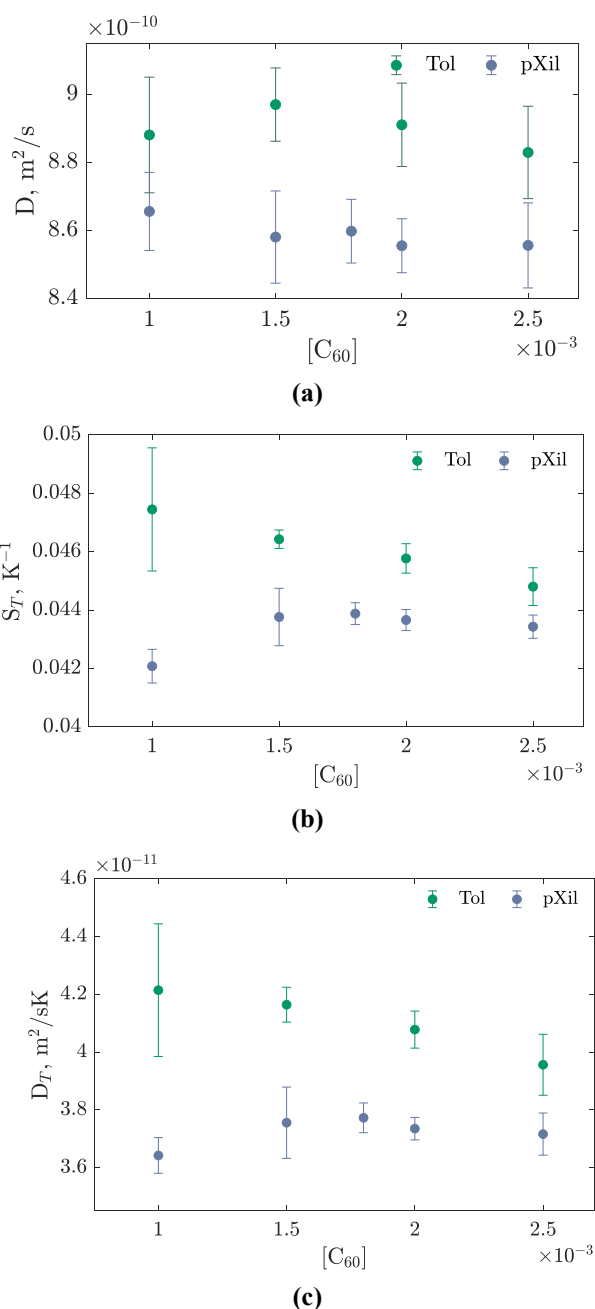 ×10⁻¹⁰
Tol pXil
9
8.8
8.6
8.4
D, m²/s
1 1.5 2 2.5
[C₆₀] ×10⁻³
(a)
0.05
Tol pXil
0.048
0.046
0.044
0.042
0.04
S_T, K⁻¹
1 1.5 2 2.5
[C₆₀] ×10⁻³
(b)
×10⁻¹¹
4.6
Tol pXil
4.4
4.2
4
3.8
3.6
D_T, m²/sK
1 1.5 2 2.5
[C₆₀] ×10⁻³
(c)